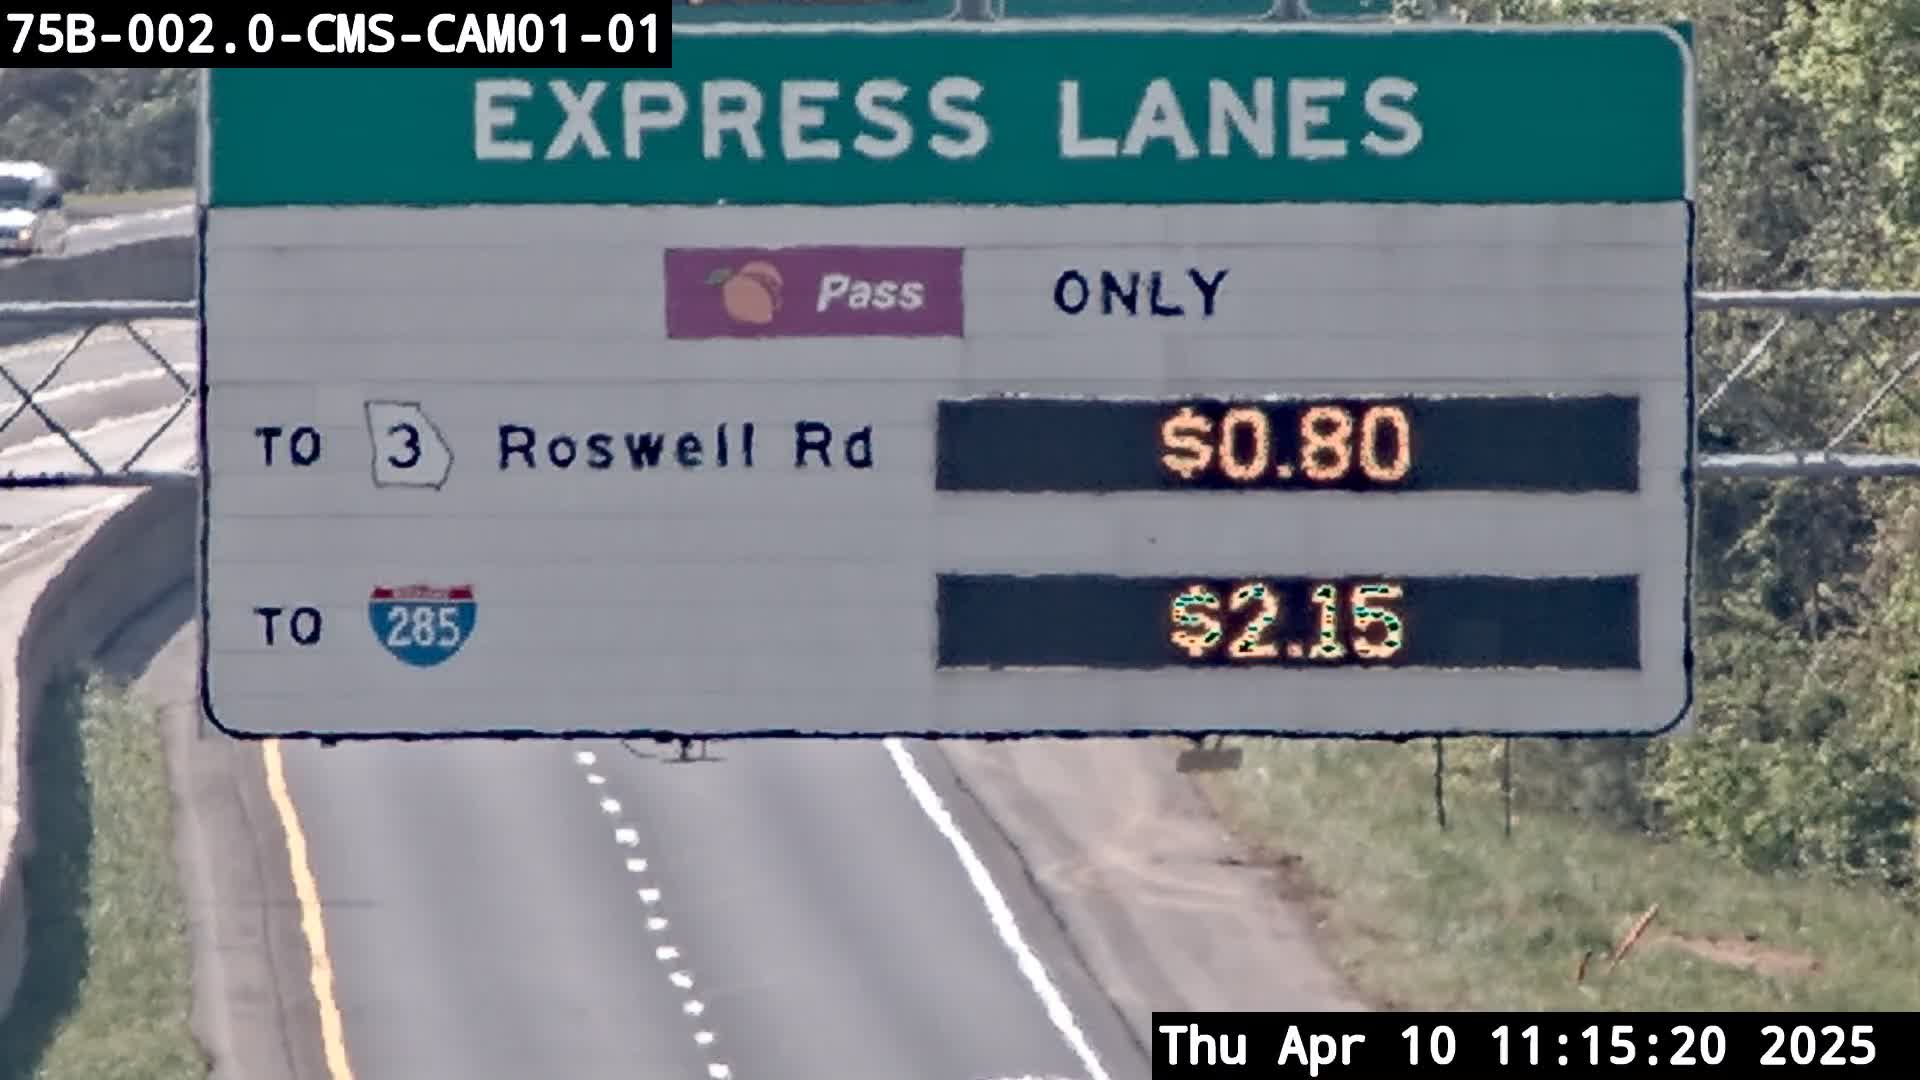 75B-002.0-CMS-CAM01-01
EXPRESS LANES
Pass ONLY
TO 3 Roswell Rd $0.80
TO 285 $2.15
Thu Apr 10 11:15:20 2025